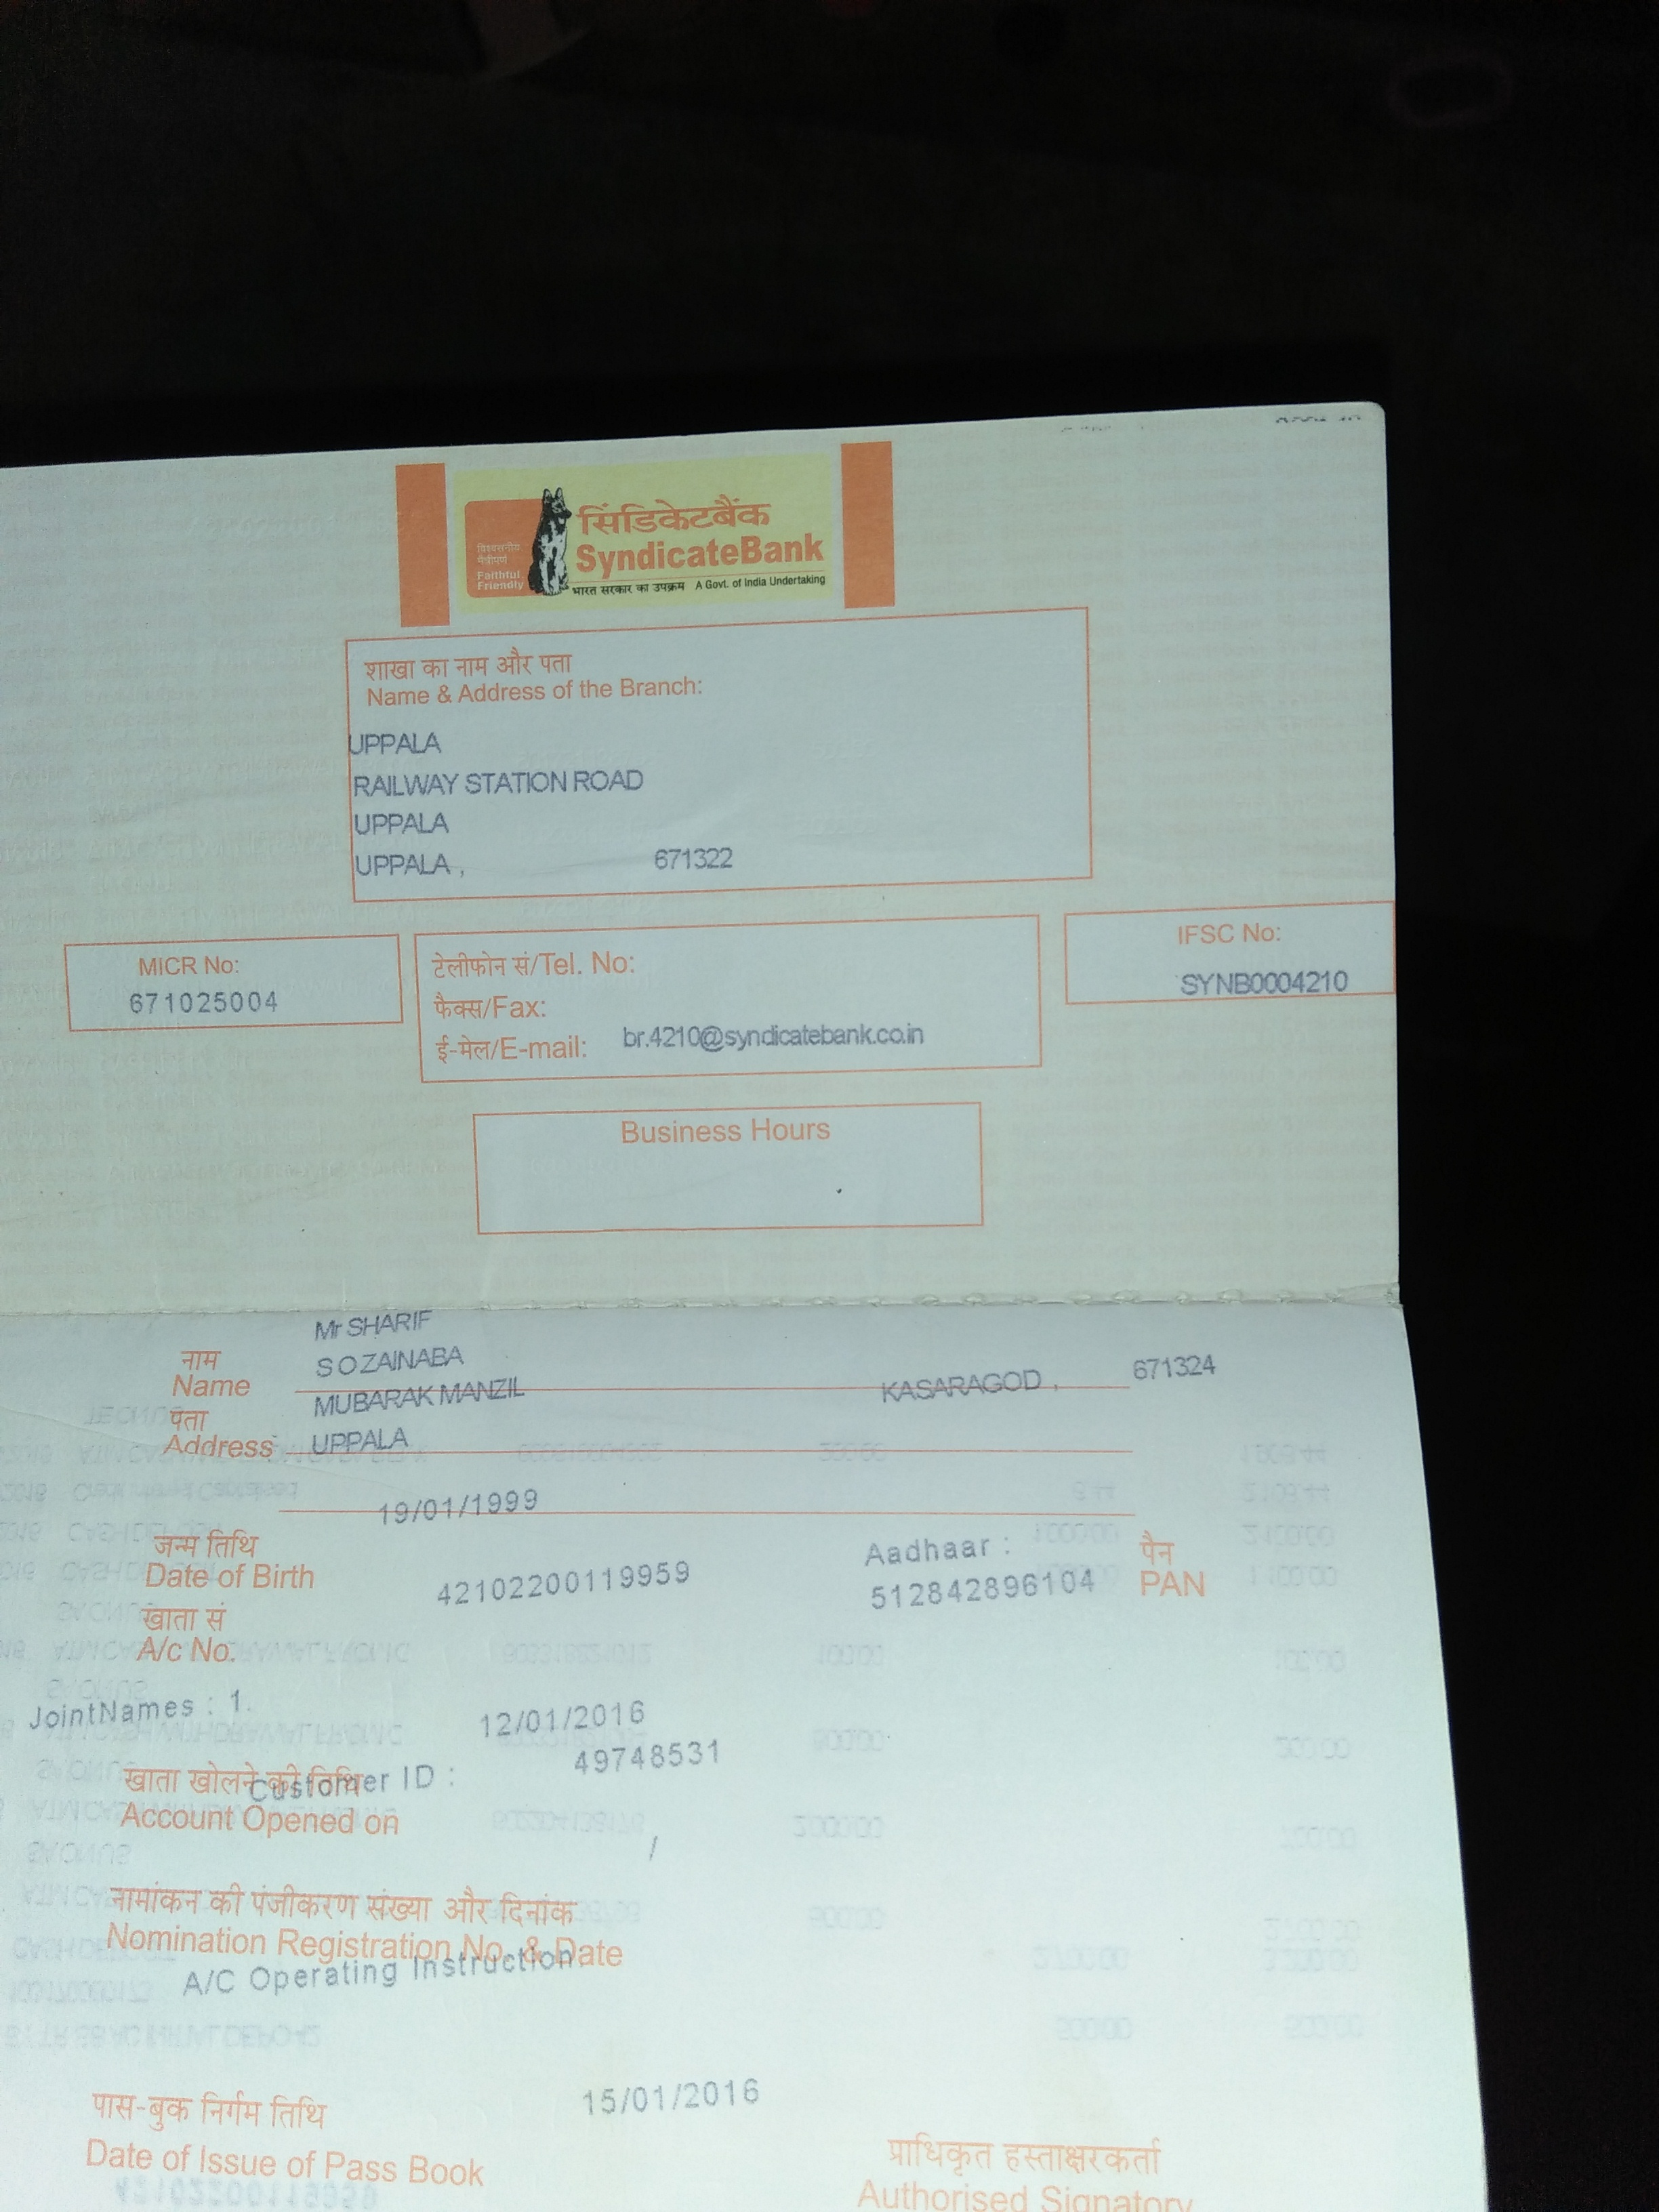 सिंडिकेटबैंक
विश्वसनीय
मैत्रीपूर्ण
Faithful
Friendly
SyndicateBank
भारत सरकार का उपक्रम A Govt. of India Undertaking
शाखा का नाम और पता
Name & Address of the Branch:
UPPALA
RAILWAY STATION ROAD
UPPALA
UPPALA , 671322
MICR No:
671025004
टेलीफोन सं/Tel. No:
फैक्स/Fax:
ई-मेल/E-mail: br.4210@syndicatebank.co.in
IFSC No:
SYNB0004210
Business Hours
Mr SHARIF
नाम S O ZAINABA
Name MUBARAK MANZIL KASARAGOD , 671324
पता
Address UPPALA
19/01/1999
जन्म तिथि Aadhaar : पैन
Date of Birth 42102200119959 512842896104 PAN
खाता सं
A/c No.
JointNames : 1. 12/01/2016
खाता खोलने की तिथि Customer ID : 49748531
Account Opened on
/
नामांकन की पंजीकरण संख्या और दिनांक
Nomination Registration No. & Date
A/C Operating Instruction
पास-बुक निर्गम तिथि 15/01/2016
Date of Issue of Pass Book
प्राधिकृत हस्ताक्षरकर्ता
Authorised Signatory